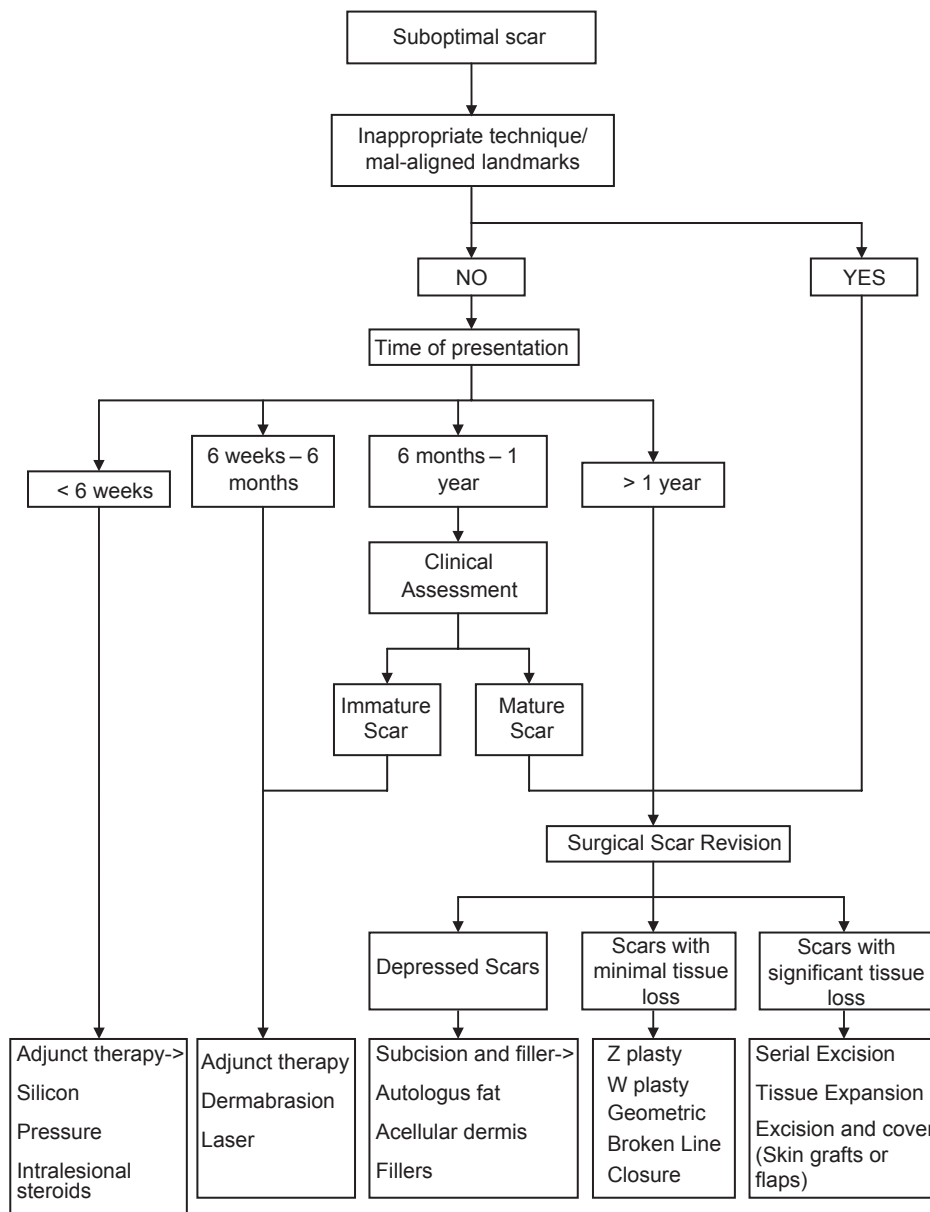 Suboptimal scar
Inappropriate technique/
mal-aligned landmarks
NO
YES
Time of presentation
< 6 weeks
6 weeks – 6
months
6 months – 1
year
> 1 year
Clinical
Assessment
Immature
Scar
Mature
Scar
Surgical Scar Revision
Depressed Scars
Scars with
minimal tissue
loss
Scars with
significant tissue
loss
Adjunct therapy->
Silicon
Pressure
Intralesional
steroids
Adjunct therapy
Dermabrasion
Laser
Subcision and filler->
Autologus fat
Acellular dermis
Fillers
Z plasty
W plasty
Geometric
Broken Line
Closure
Serial Excision
Tissue Expansion
Excision and cover
(Skin grafts or
flaps)